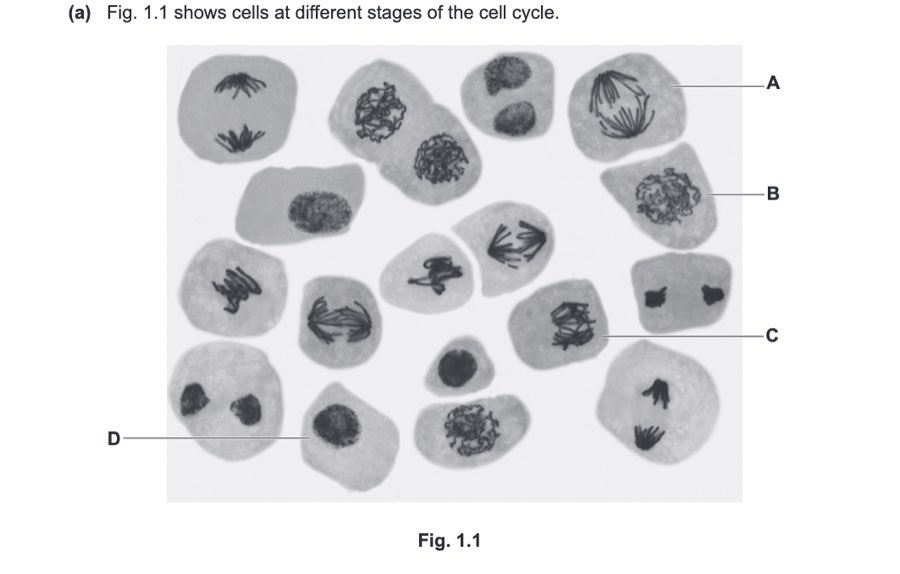 (a) Fig. 1.1 shows cells at different stages of the cell cycle.
A
B
C
D
Fig. 1.1